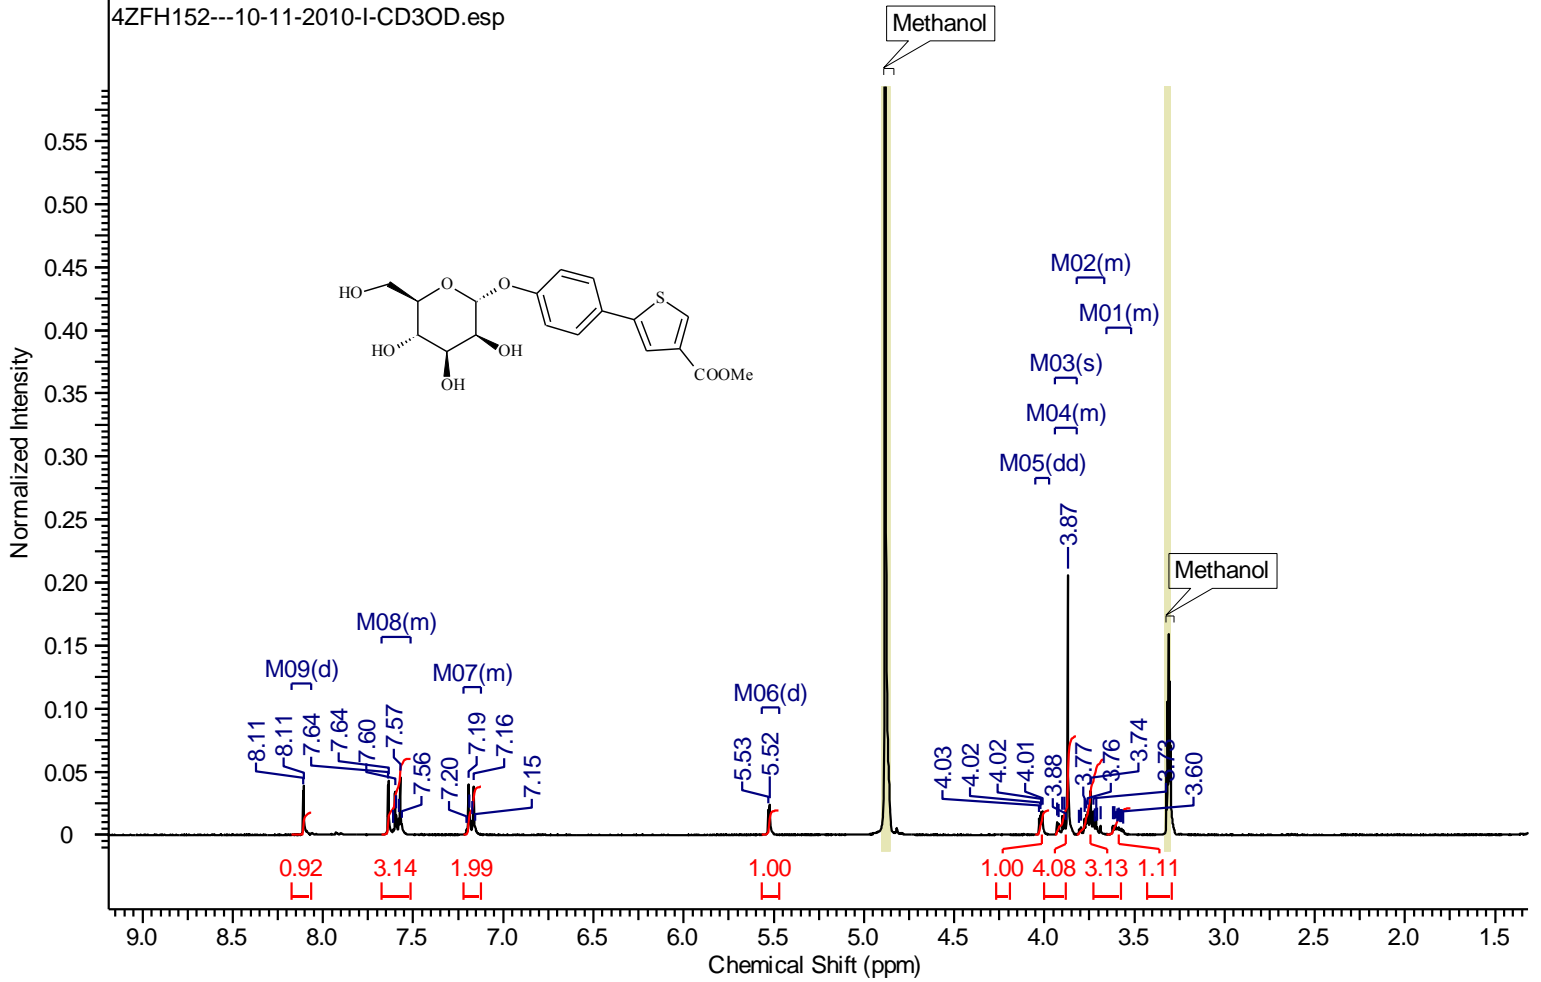 4ZFH152---10-11-2010-I-CD3OD.esp
Methanol
Normalized Intensity
0.55
0.50
0.45
0.40
0.35
0.30
0.25
0.20
0.15
0.10
0.05
0
HO
O
O
HO
OH
OH
S
COOMe
M02(m)
M01(m)
M03(s)
M04(m)
M05(dd)
3.87
Methanol
M08(m)
M09(d)
M07(m)
M06(d)
8.11
8.11
7.64
7.64
7.60
7.57
7.56
7.20
7.19
7.16
7.15
5.53
5.52
4.03
4.02
4.02
4.01
3.88
3.77
3.76
3.74
3.73
3.60
0.92 3.14 1.99 1.00 1.00 4.08 3.13 1.11
9.0 8.5 8.0 7.5 7.0 6.5 6.0 5.5 5.0 4.5 4.0 3.5 3.0 2.5 2.0 1.5
Chemical Shift (ppm)